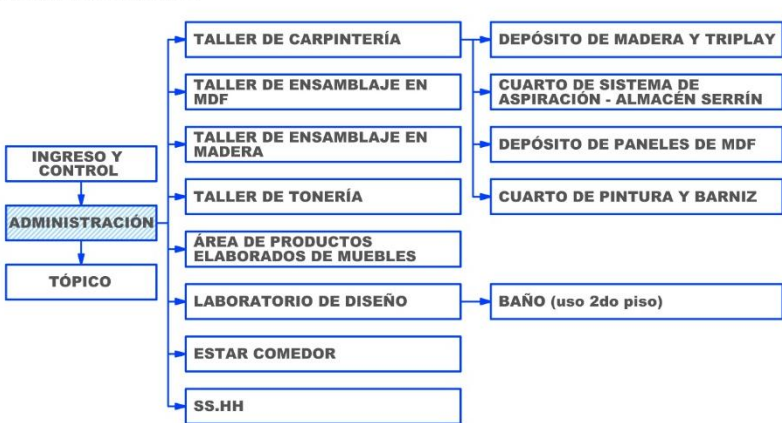 INGRESO Y
CONTROL
ADMINISTRACIÓN
TÓPICO
TALLER DE CARPINTERÍA
TALLER DE ENSAMBLAJE EN
MDF
TALLER DE ENSAMBLAJE EN
MADERA
TALLER DE TONERÍA
ÁREA DE PRODUCTOS
ELABORADOS DE MUEBLES
LABORATORIO DE DISEÑO
ESTAR COMEDOR
SS.HH
DEPÓSITO DE MADERA Y TRIPLAY
CUARTO DE SISTEMA DE
ASPIRACIÓN - ALMACÉN SERRÍN
DEPÓSITO DE PANELES DE MDF
CUARTO DE PINTURA Y BARNIZ
BAÑO (uso 2do piso)